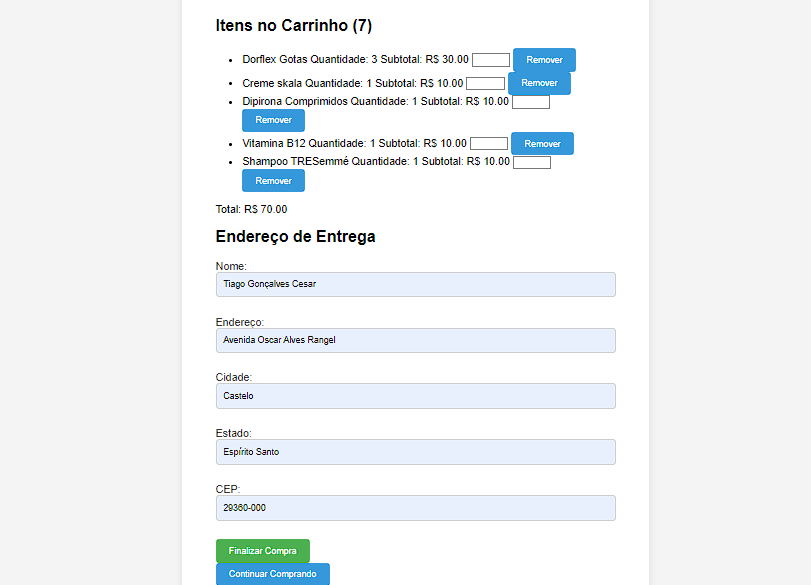 Itens no Carrinho (7)
Dorflex Gotas Quantidade: 3 Subtotal: R$ 30.00 Remover
Creme skala Quantidade: 1 Subtotal: R$ 10.00 Remover
Dipirona Comprimidos Quantidade: 1 Subtotal: R$ 10.00
Remover
Vitamina B12 Quantidade: 1 Subtotal: R$ 10.00 Remover
Shampoo TRESemmé Quantidade: 1 Subtotal: R$ 10.00
Remover
Total: R$ 70.00
Endereço de Entrega
Nome:
Tiago Gonçalves Cesar
Endereço:
Avenida Oscar Alves Rangel
Cidade:
Castelo
Estado:
Espírito Santo
CEP:
29360-000
Finalizar Compra
Continuar Comprando